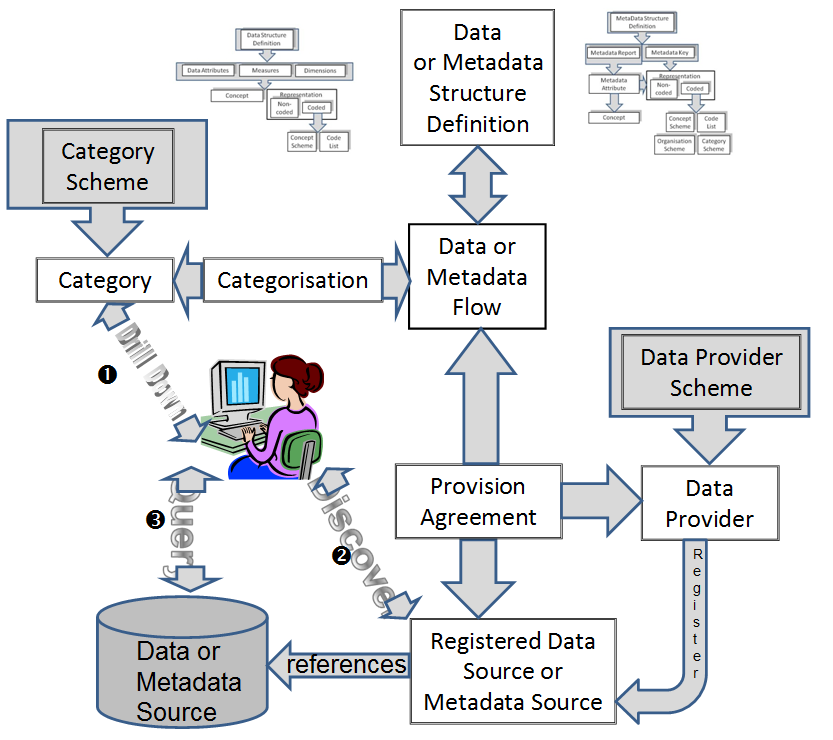 Data Structure
Definition
Data Attributes
Measures
Dimensions
Concept
Representation
Non-
coded
Coded
Concept
Scheme
Code
List
Data
or Metadata
Structure
Definition
MetaData Structure
Definition
Metadata Report
Metadata Key
Metadata
Attribute
Representation
Non-
coded
Coded
Concept
Concept
Scheme
Code
List
Organisation
Scheme
Category
Scheme
Category
Scheme
Category
Categorisation
Data or
Metadata
Flow
❶
Drill Down
Data Provider
Scheme
Provision
Agreement
Data
Provider
❸
Query
❷
Discover
Register
Data or
Metadata
Source
references
Registered Data
Source or
Metadata Source